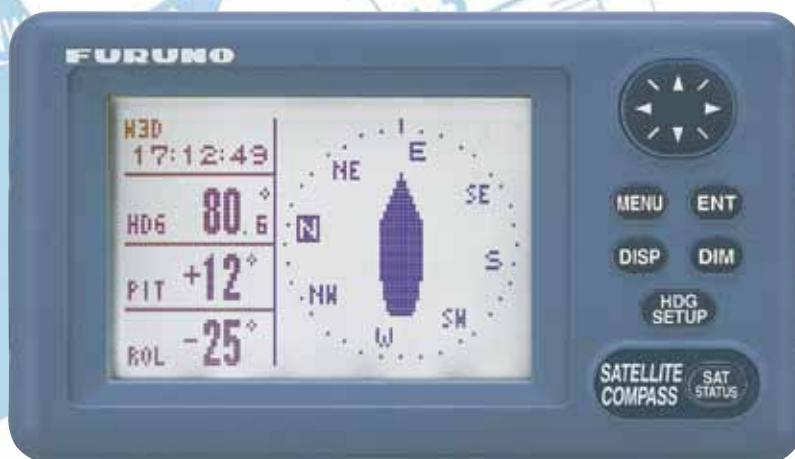 FURUNO
W3D
17:12:49
HDG 80.6°
PIT +12°
ROL -25°
E
NE
SE
N
S
NW
SW
W
MENU
ENT
DISP
DIM
HDG
SETUP
SATELLITE
COMPASS
SAT
STATUS